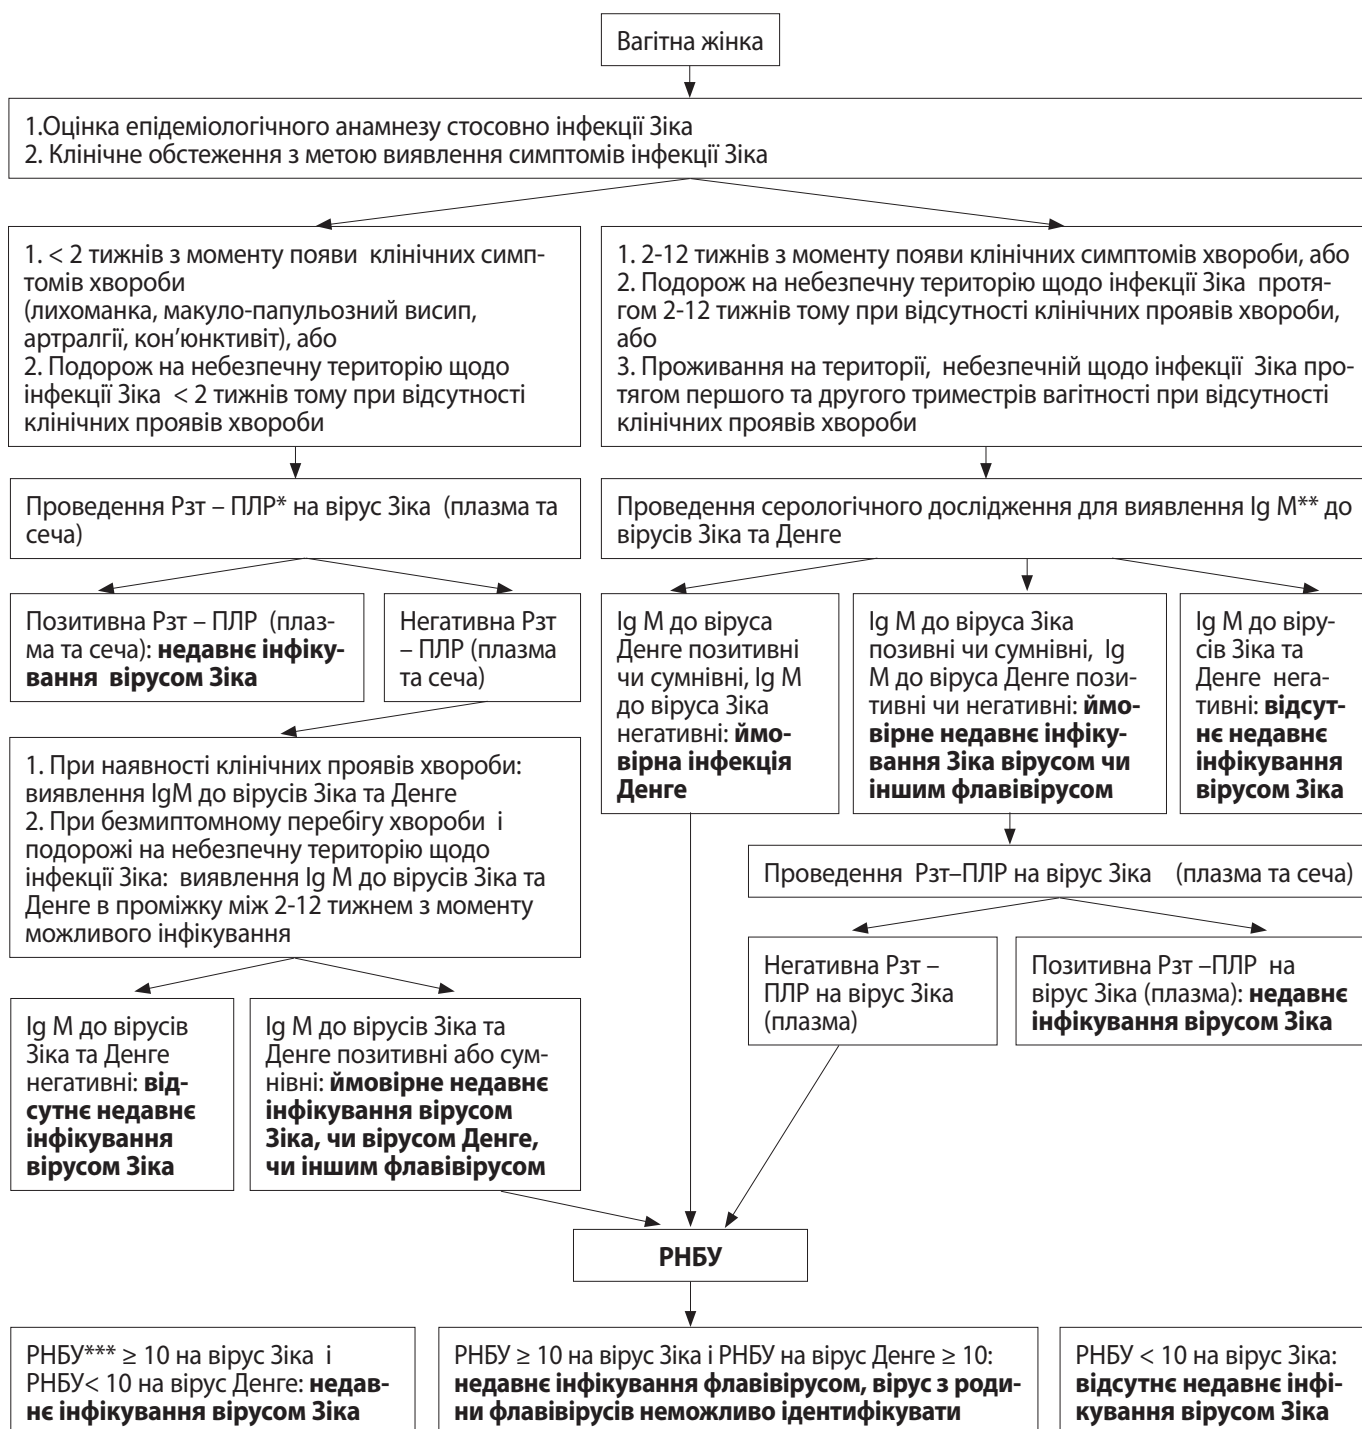 Вагітна жінка
1.Оцінка епідеміологічного анамнезу стосовно інфекції Зіка
2. Клінічне обстеження з метою виявлення симптомів інфекції Зіка
1. < 2 тижнів з моменту появи клінічних симп-
томів хвороби
(лихоманка, макуло-папульозний висип,
артралгії, кон'юнктивіт), або
2. Подорож на небезпечну територію щодо
інфекції Зіка < 2 тижнів тому при відсутності
клінічних проявів хвороби
1. 2-12 тижнів з моменту появи клінічних симптомів хвороби, або
2. Подорож на небезпечну територію щодо інфекції Зіка протя-
гом 2-12 тижнів тому при відсутності клінічних проявів хвороби,
або
3. Проживання на території, небезпечній щодо інфекції Зіка про-
тягом першого та другого триместрів вагітності при відсутності
клінічних проявів хвороби
Проведення Рзт – ПЛР* на вірус Зіка (плазма та
сеча)
Проведення серологічного дослідження для виявлення Ig M** до
вірусів Зіка та Денге
Позитивна Рзт – ПЛР (плаз-
ма та сеча): недавнє інфіку-
вання вірусом Зіка
Негативна Рзт
– ПЛР (плазма
та сеча)
Ig M до віруса
Денге позитивні
чи сумнівні, Ig M
до віруса Зіка
негативні: ймо-
вірна інфекція
Денге
Ig M до віруса Зіка
позивні чи сумнівні, Ig
M до віруса Денге пози-
тивні чи негативні: ймо-
вірне недавнє інфіку-
вання Зіка вірусом чи
іншим флавівірусом
Ig M до віру-
сів Зіка та
Денге нега-
тивні: відсут-
нє недавнє
інфікування
вірусом Зіка
1. При наявності клінічних проявів хвороби:
виявлення IgM до вірусів Зіка та Денге
2. При безмиптомному перебігу хвороби і
подорожі на небезпечну територію щодо
інфекції Зіка: виявлення Ig M до вірусів Зіка та
Денге в проміжку між 2-12 тижнем з моменту
можливого інфікування
Проведення Рзт–ПЛР на вірус Зіка (плазма та сеча)
Негативна Рзт –
ПЛР на вірус Зіка
(плазма)
Позитивна Рзт –ПЛР на
вірус Зіка (плазма): недавнє
інфікування вірусом Зіка
Ig M до вірусів
Зіка та Денге
негативні: від-
сутнє недавнє
інфікування
вірусом Зіка
Ig M до вірусів Зіка та
Денге позитивні або сум-
нівні: ймовірне недавнє
інфікування вірусом
Зіка, чи вірусом Денге,
чи іншим флавівірусом
РНБУ
РНБУ*** ≥ 10 на вірус Зіка і
РНБУ< 10 на вірус Денге: недав-
нє інфікування вірусом Зіка
РНБУ ≥ 10 на вірус Зіка і РНБУ на вірус Денге ≥ 10:
недавнє інфікування флавівірусом, вірус з роди-
ни флавівірусів неможливо ідентифікувати
РНБУ < 10 на вірус Зіка:
відсутнє недавнє інфі-
кування вірусом Зіка